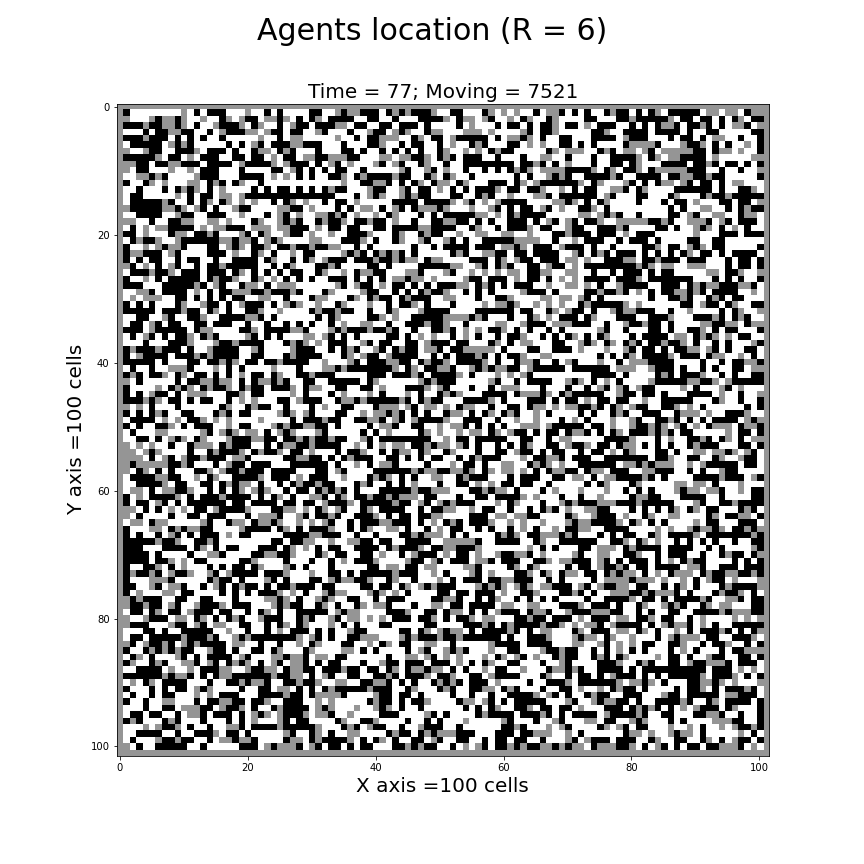 Agents location (R = 6)
Time = 77; Moving = 7521
0
20
40
60
80
100
Y axis =100 cells
0 20 40 60 80 100
X axis =100 cells